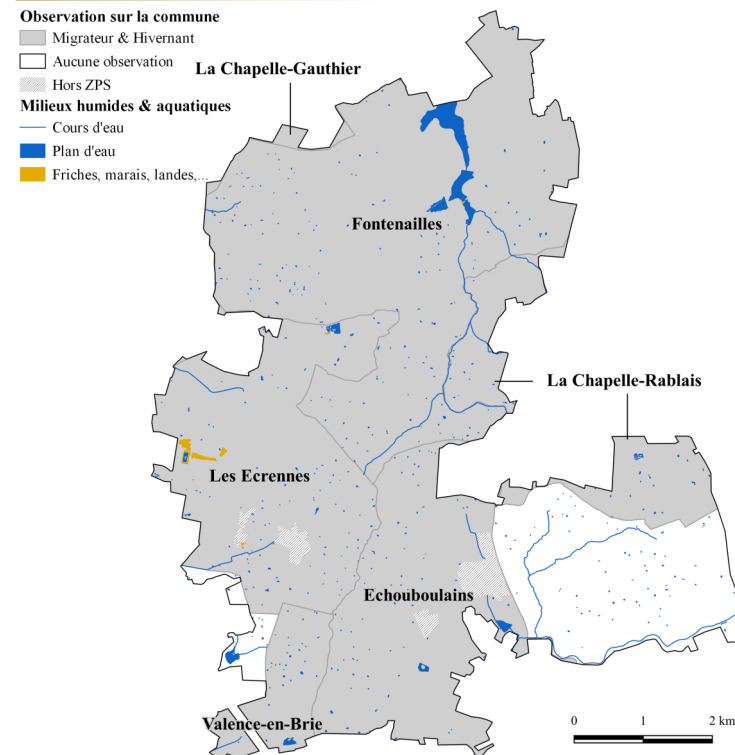 Observation sur la commune
Migrateur & Hivernant
Aucune observation
Hors ZPS
Milieux humides & aquatiques
Cours d'eau
Plan d'eau
Friches, marais, landes,...
La Chapelle-Gauthier
Fontenailles
La Chapelle-Rablais
Les Ecrennes
Echouboulains
Valence-en-Brie
0 1 2 km